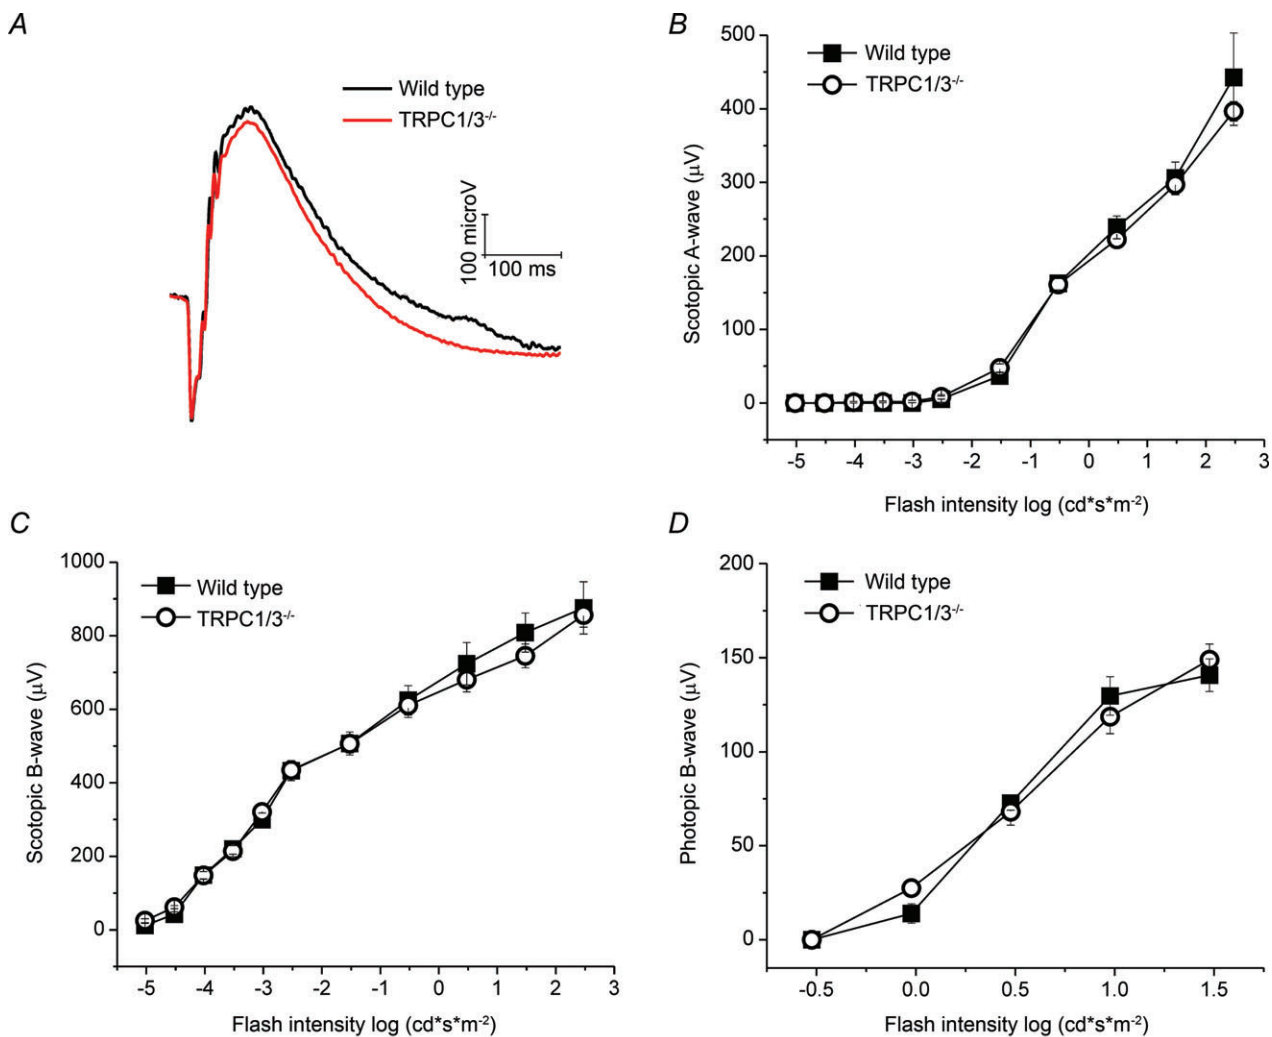 A
Wild type
TRPC1/3-/-
100 microV
100 ms
B
500
400
300
200
100
0
Scotopic A-wave (µV)
Wild type
TRPC1/3-/-
-5 -4 -3 -2 -1 0 1 2 3
Flash intensity log (cd*s*m-2)
C
1000
800
600
400
200
0
Scotopic B-wave (µV)
Wild type
TRPC1/3-/-
-5 -4 -3 -2 -1 0 1 2 3
Flash intensity log (cd*s*m-2)
D
200
150
100
50
0
Photopic B-wave (µV)
Wild type
TRPC1/3-/-
-0.5 0.0 0.5 1.0 1.5
Flash intensity log (cd*s*m-2)